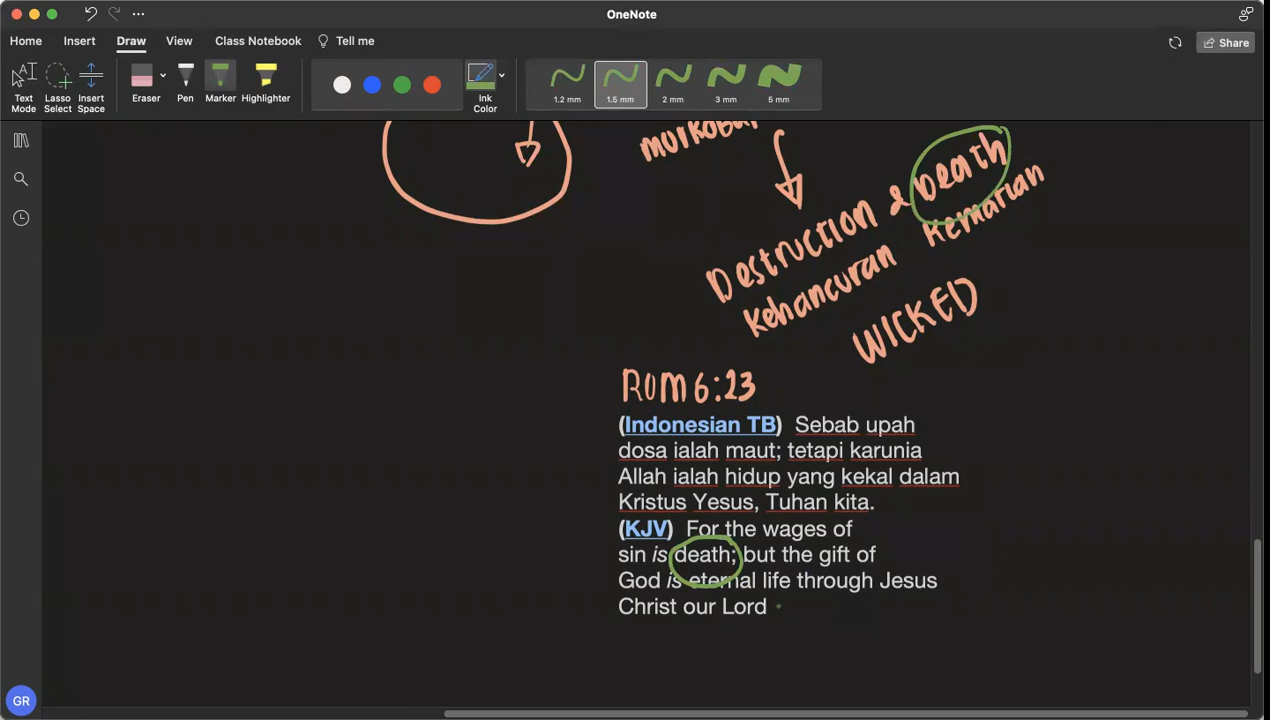 OneNote
Home Insert Draw View Class Notebook Tell me
Share
Text Mode
Lasso Select
Insert Space
Eraser
Pen
Marker
Highlighter
Ink Color
1.2 mm
1.5 mm
2 mm
3 mm
5 mm
Destruction & Death
Kehancuran Kematian
WICKED
ROM 6:23
(Indonesian TB) Sebab upah
dosa ialah maut; tetapi karunia
Allah ialah hidup yang kekal dalam
Kristus Yesus, Tuhan kita.
(KJV) For the wages of
sin is death; but the gift of
God is eternal life through Jesus
Christ our Lord
GR